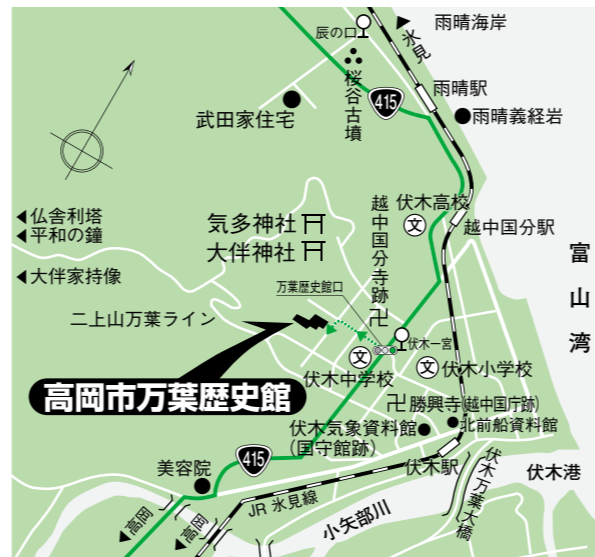 雨晴海岸
氷見
辰の口
桜谷古墳
雨晴駅
415
武田家住宅
雨晴義経岩
伏木高校
文
越中国分寺跡
越中国分駅
仏舎利塔
平和の鐘
気多神社
大伴神社
大伴家持像
富山湾
万葉歴史館口
二上山万葉ライン
卍
伏木一宮
文
伏木中学校
文
伏木小学校
高岡市万葉歴史館
卍勝興寺(越中国庁跡)
伏木気象資料館
(国守館跡)
北前船資料館
415
伏木駅
伏木港
美容院
伏木万葉大橋
JR 氷見線
小矢部川
高岡
高岡